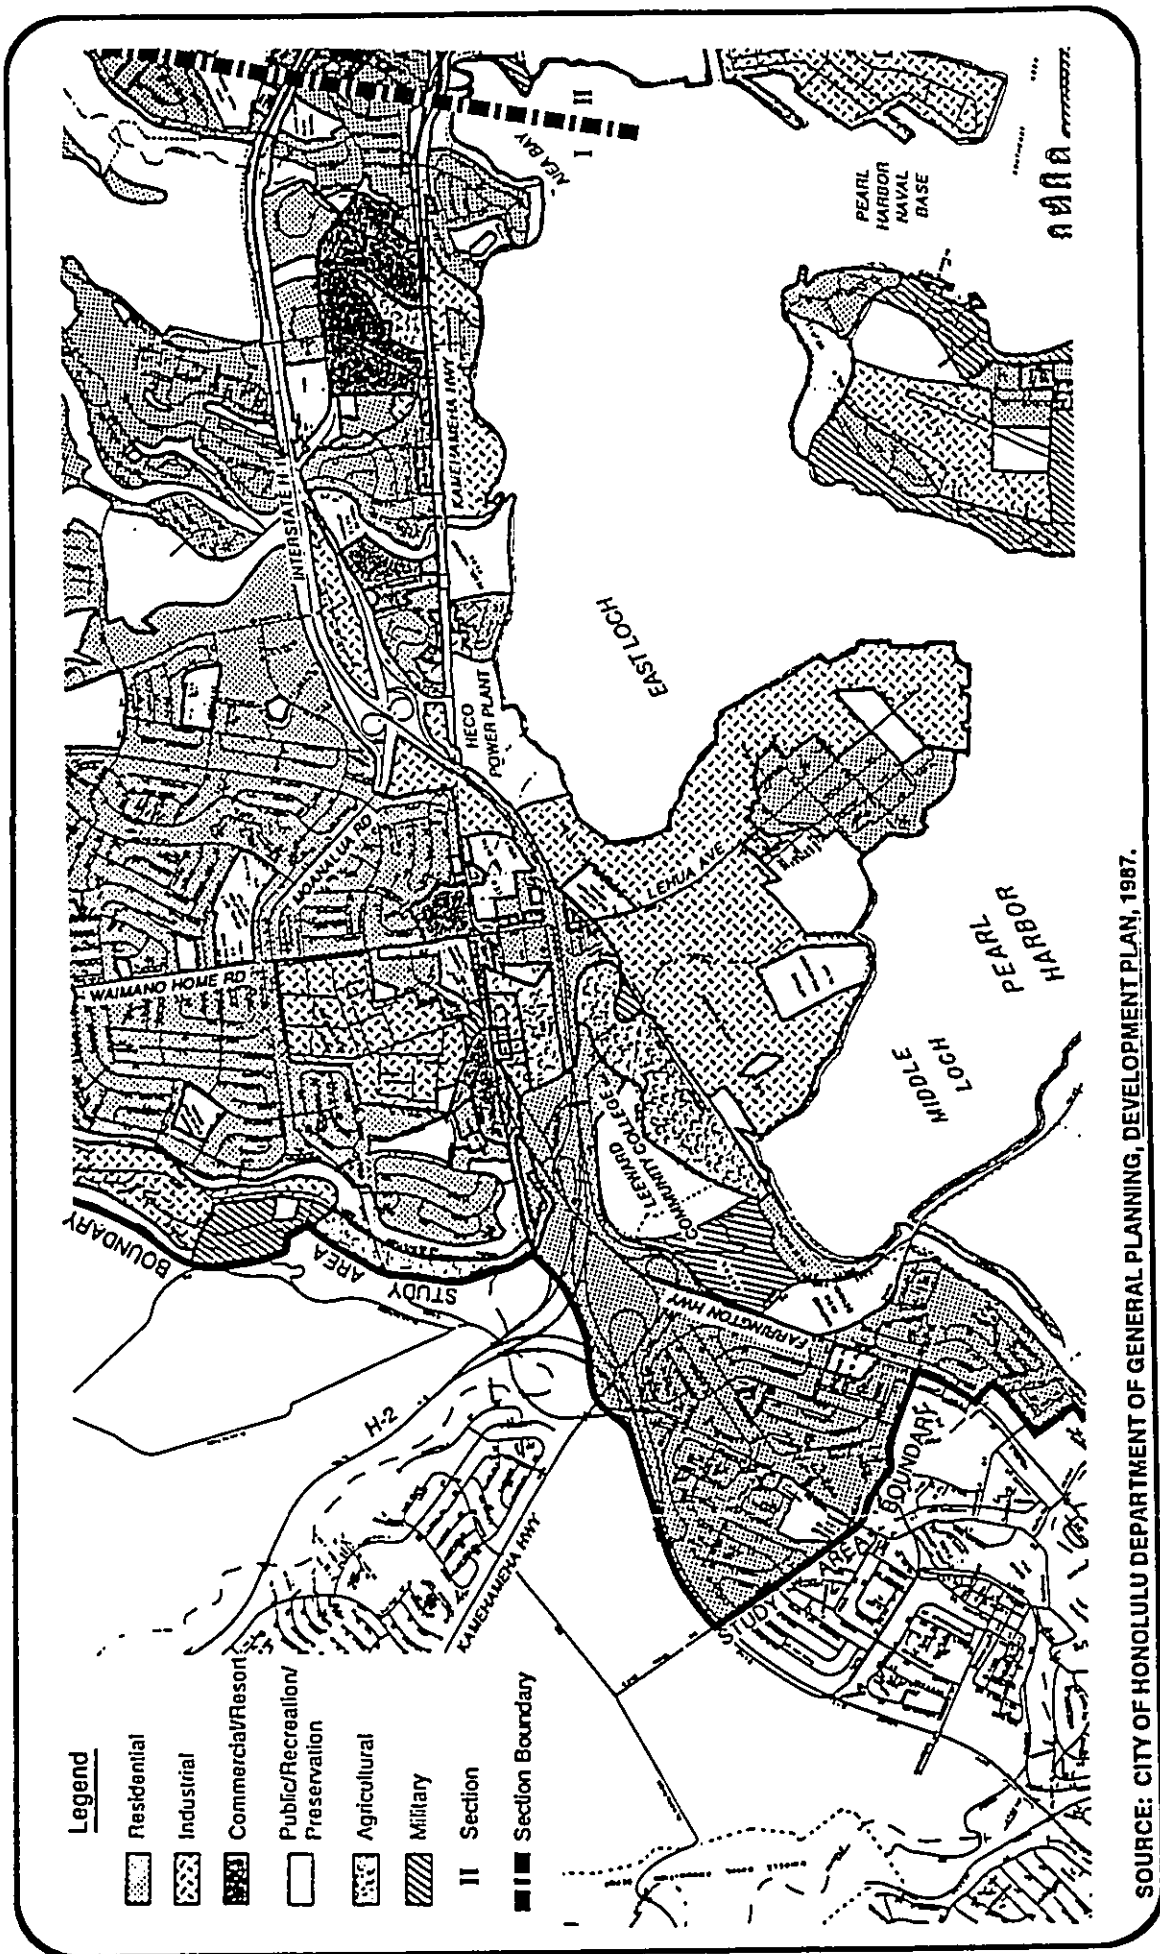 Legend
Residential
Industrial
Commercial/Resort
Public/Recreation/
Preservation
Agricultural
Military
II Section
Section Boundary
STUDY AREA BOUNDARY
H-2
KAMEHAMEHA HWY
STUDY AREA BOUNDARY
FARRINGTON HWY
LEEWARD
COMMUNITY COLLEGE
WAIMANO HOME RD
MOANALUA RD
LEHUA AVE
MIDDLE
LOCH
PEARL
HARBOR
HECO
POWER PLANT
EAST LOCH
INTERSTATE H-1
KAMEHAMEHA HWY
AIEA BAY
I
II
PEARL
HARBOR
NAVAL
BASE
SOURCE: CITY OF HONOLULU DEPARTMENT OF GENERAL PLANNING, DEVELOPMENT PLAN, 1987.